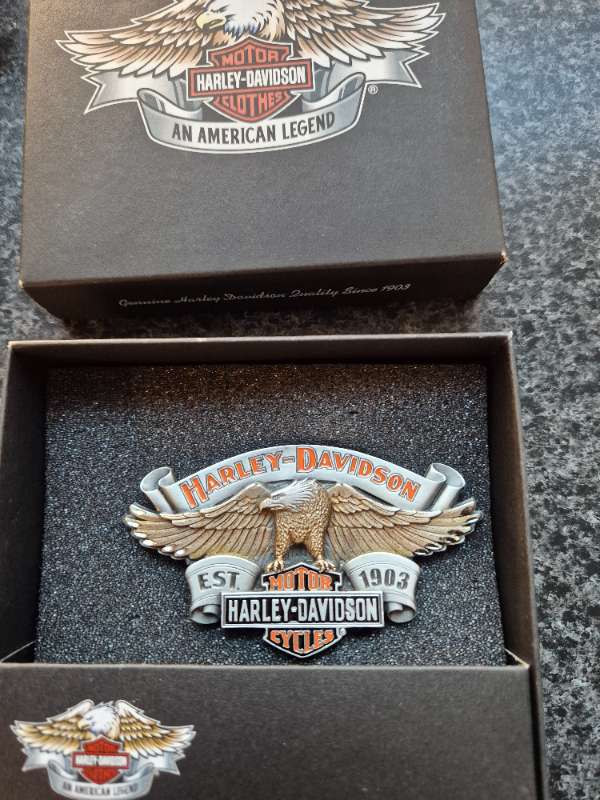 MOTOR
HARLEY-DAVIDSON
CLOTHES
®
AN AMERICAN LEGEND
Genuine Harley Davidson Quality Since 1903
HARLEY-DAVIDSON
EST. 1903
MOTOR
HARLEY-DAVIDSON
CYCLES
MOTOR
HARLEY-DAVIDSON
AN AMERICAN LEGEND